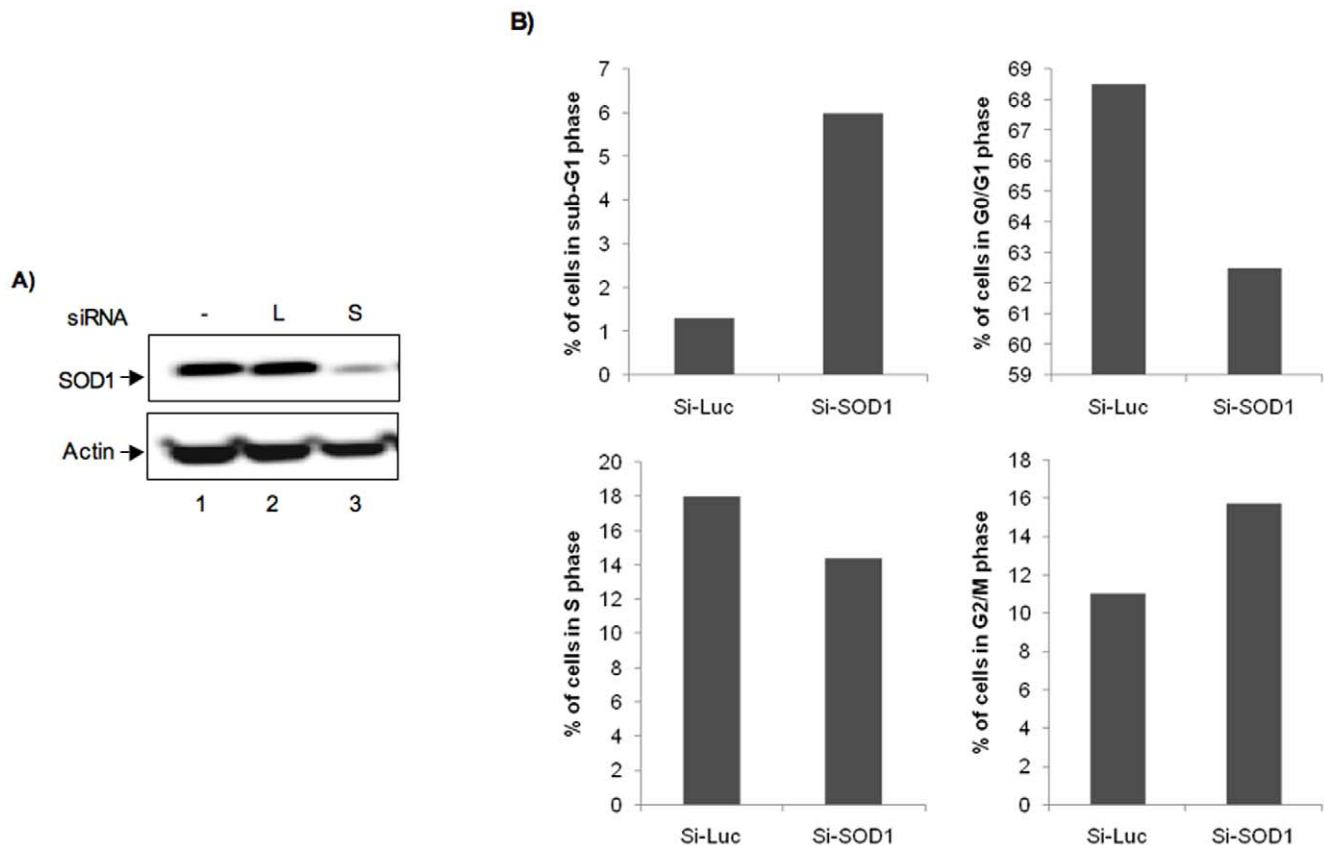 A)
siRNA - L S
SOD1
Actin
1 2 3
B)
% of cells in sub-G1 phase
7
6
5
4
3
2
1
0
Si-Luc Si-SOD1
% of cells in G0/G1 phase
69
68
67
66
65
64
63
62
61
60
59
Si-Luc Si-SOD1
% of cells in S phase
20
18
16
14
12
10
8
6
4
2
0
Si-Luc Si-SOD1
% of cells in G2/M phase
18
16
14
12
10
8
6
4
2
0
Si-Luc Si-SOD1